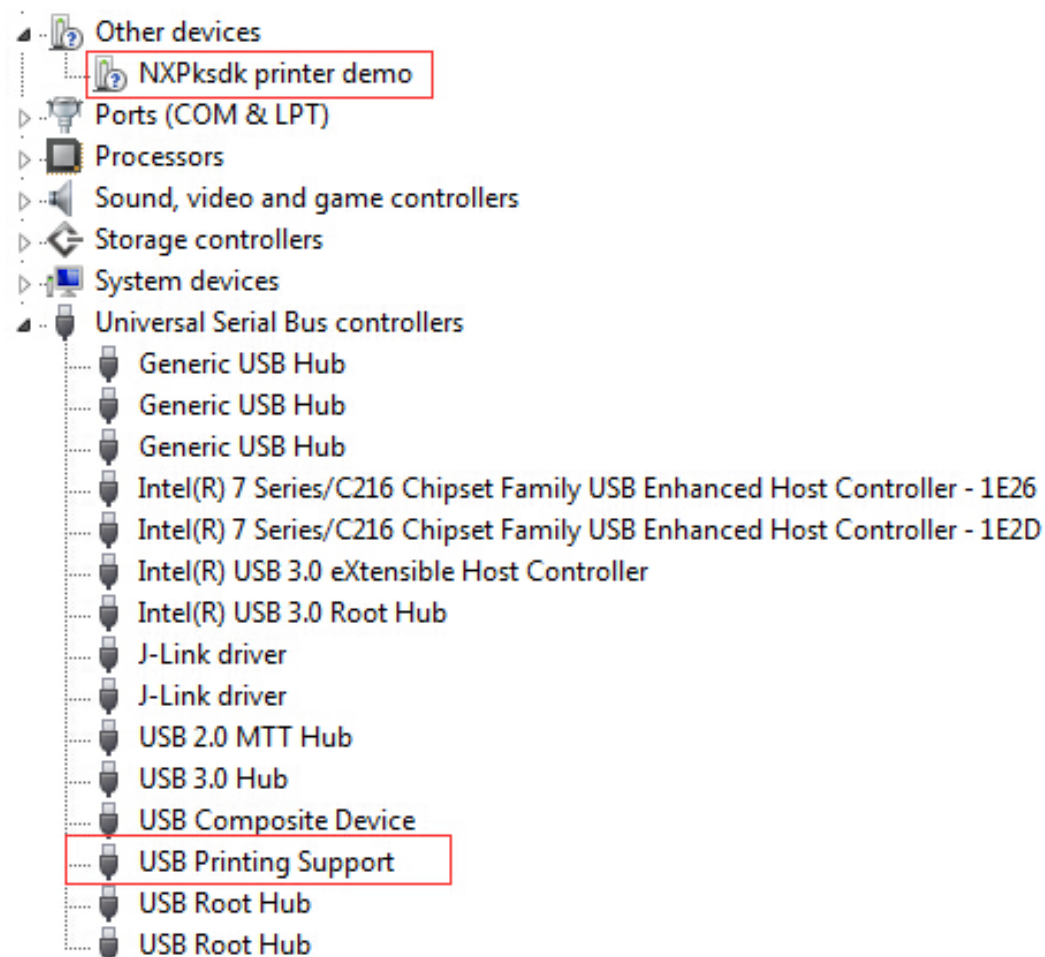 Other devices
NXPksdk printer demo
Ports (COM & LPT)
Processors
Sound, video and game controllers
Storage controllers
System devices
Universal Serial Bus controllers
Generic USB Hub
Generic USB Hub
Generic USB Hub
Intel(R) 7 Series/C216 Chipset Family USB Enhanced Host Controller - 1E26
Intel(R) 7 Series/C216 Chipset Family USB Enhanced Host Controller - 1E2D
Intel(R) USB 3.0 eXtensible Host Controller
Intel(R) USB 3.0 Root Hub
J-Link driver
J-Link driver
USB 2.0 MTT Hub
USB 3.0 Hub
USB Composite Device
USB Printing Support
USB Root Hub
USB Root Hub